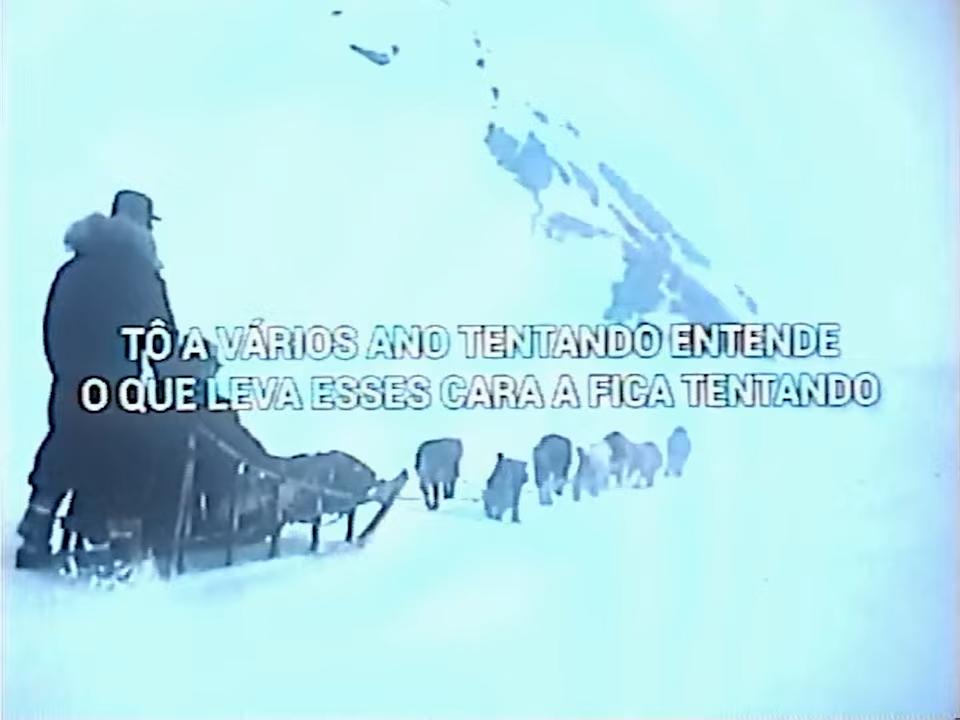 TÔ A VÁRIOS ANO TENTANDO ENTENDE
O QUE LEVA ESSES CARA A FICA TENTANDO